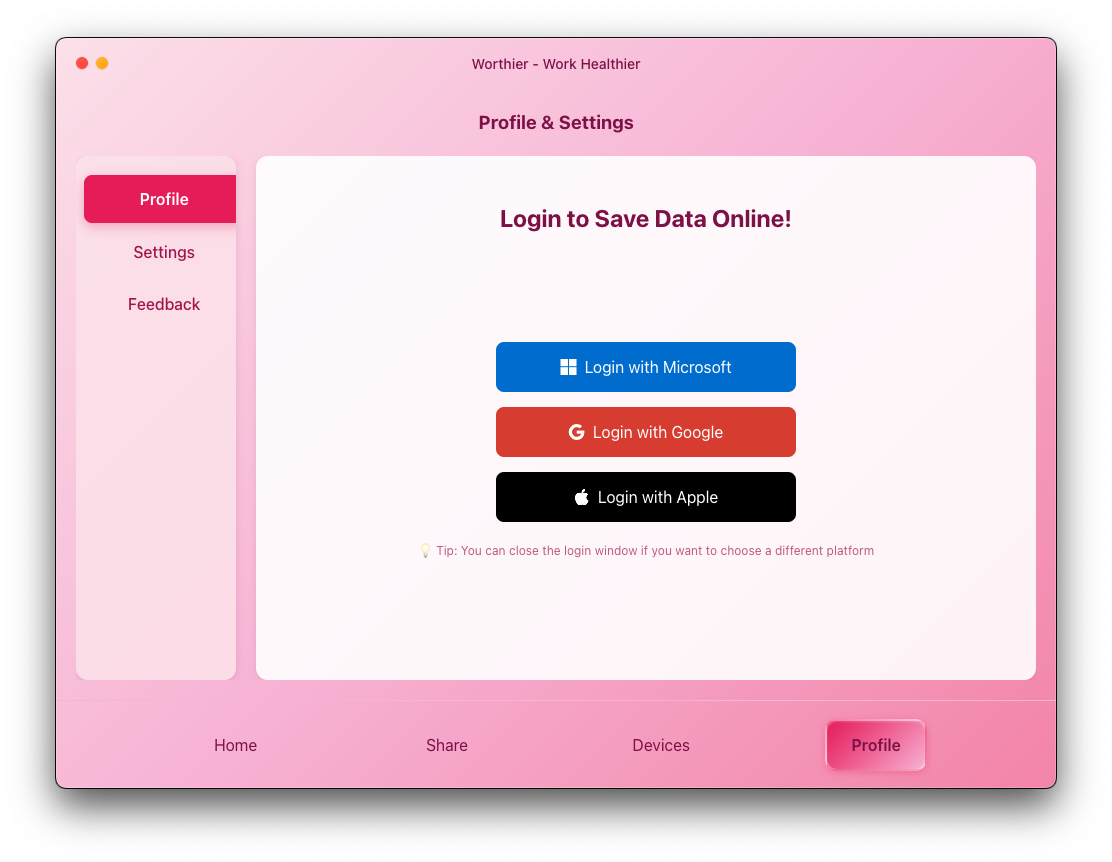 Worthier - Work Healthier
Profile & Settings
Profile
Settings
Feedback
Login to Save Data Online!
Login with Microsoft
Login with Google
Login with Apple
💡 Tip: You can close the login window if you want to choose a different platform
Home
Share
Devices
Profile